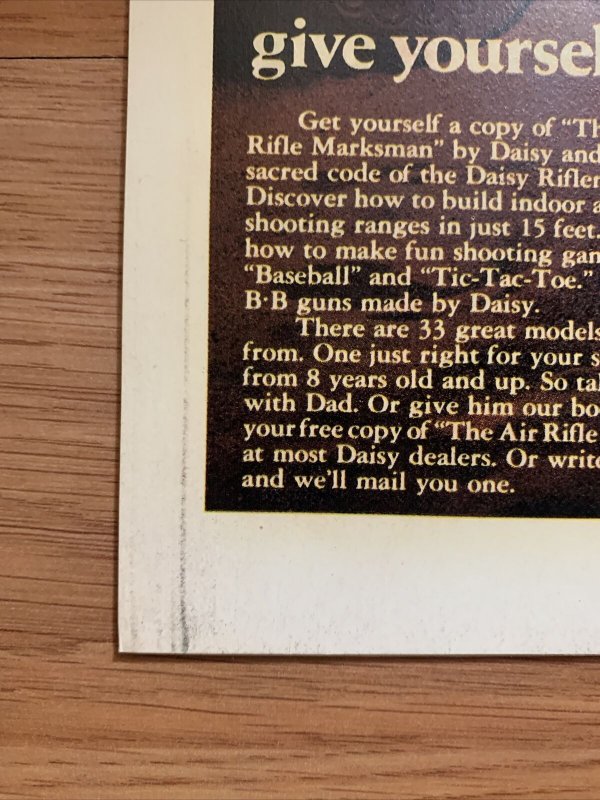 give yoursel
Get yourself a copy of "Th
Rifle Marksman" by Daisy and
sacred code of the Daisy Rifler
Discover how to build indoor a
shooting ranges in just 15 feet.
how to make fun shooting gam
"Baseball" and "Tic-Tac-Toe."
B·B guns made by Daisy.
There are 33 great models
from. One just right for your s
from 8 years old and up. So tal
with Dad. Or give him our bo
your free copy of "The Air Rifle
at most Daisy dealers. Or write
and we'll mail you one.